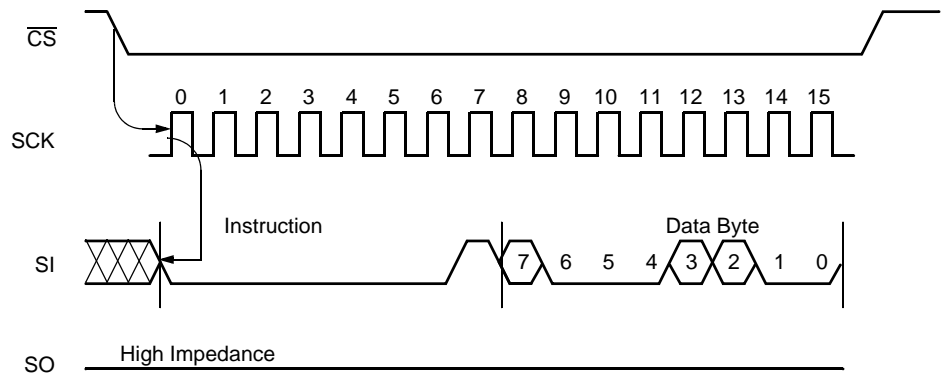 CS
0 1 2 3 4 5 6 7 8 9 10 11 12 13 14 15
SCK
Instruction Data Byte
SI 7 6 5 4 3 2 1 0
High Impedance
SO